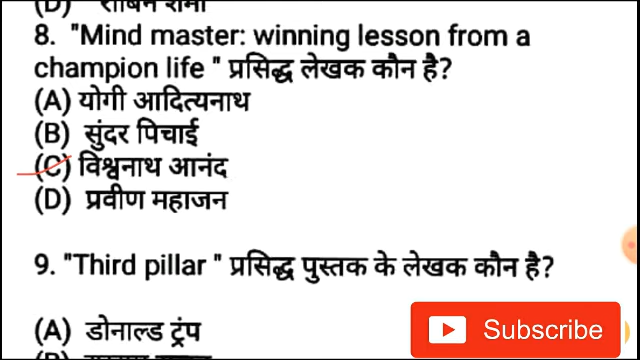 (D) रॉबिन शर्मा
8. "Mind master: winning lesson from a
champion life " प्रसिद्ध लेखक कौन है?
(A) योगी आदित्यनाथ
(B) सुंदर पिचाई
(C) विश्वनाथ आनंद
(D) प्रवीण महाजन
9. "Third pillar " प्रसिद्ध पुस्तक के लेखक कौन है?
(A) डोनाल्ड ट्रंप
Subscribe
(B)